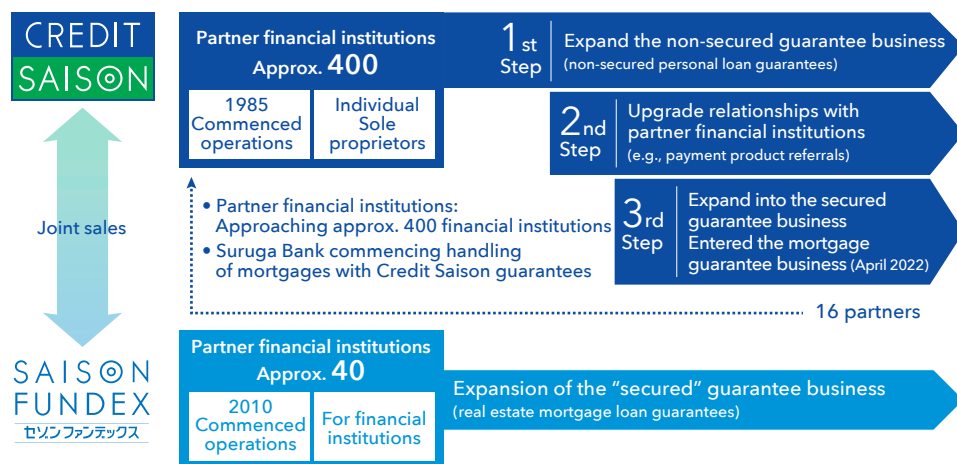 CREDIT
SAISON
Partner financial institutions
Approx. 400
1985
Commenced
operations
Individual
Sole
proprietors
1st
Step
Expand the non-secured guarantee business
(non-secured personal loan guarantees)
2nd
Step
Upgrade relationships with
partner financial institutions
(e.g., payment product referrals)
3rd
Step
Expand into the secured
guarantee business
Entered the mortgage
guarantee business (April 2022)
Joint sales
• Partner financial institutions:
Approaching approx. 400 financial institutions
• Suruga Bank commencing handling
of mortgages with Credit Saison guarantees
16 partners
SAISON
FUNDEX
セゾンファンデックス
Partner financial institutions
Approx. 40
2010
Commenced
operations
For financial
institutions
Expansion of the “secured” guarantee business
(real estate mortgage loan guarantees)